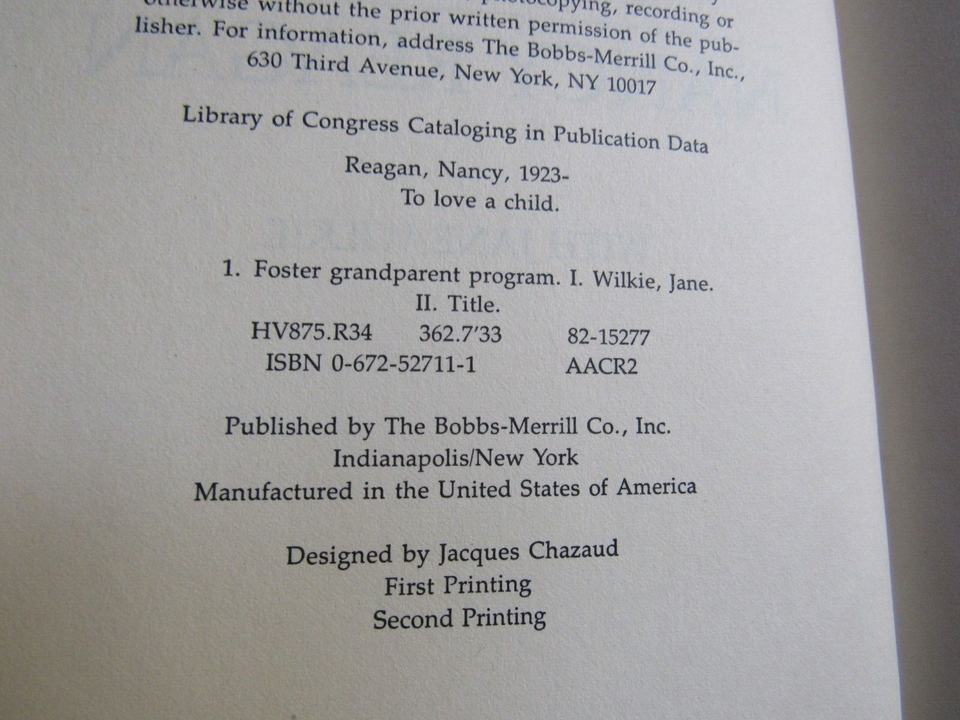 otherwise without the prior written permission of the pub-
lisher. For information, address The Bobbs-Merrill Co., Inc.,
630 Third Avenue, New York, NY 10017
Library of Congress Cataloging in Publication Data
Reagan, Nancy, 1923-
To love a child.
1. Foster grandparent program. I. Wilkie, Jane.
II. Title.
HV875.R34 362.7'33 82-15277
ISBN 0-672-52711-1 AACR2
Published by The Bobbs-Merrill Co., Inc.
Indianapolis/New York
Manufactured in the United States of America
Designed by Jacques Chazaud
First Printing
Second Printing